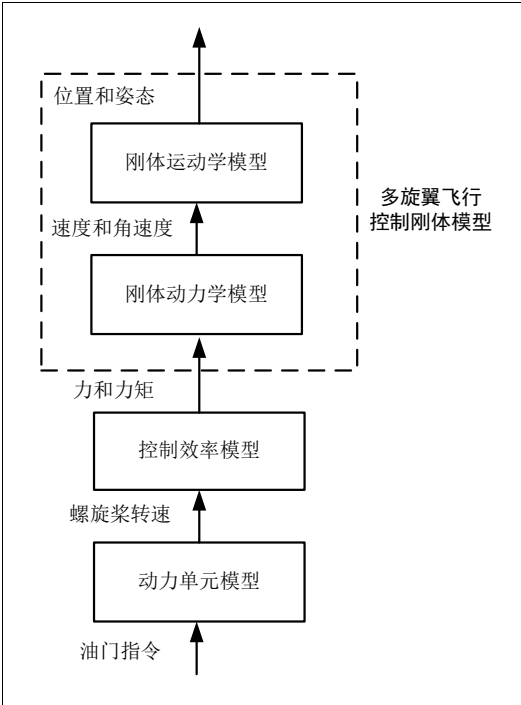 位置和姿态
刚体运动学模型
多旋翼飞行
控制刚体模型
速度和角速度
刚体动力学模型
力和力矩
控制效率模型
螺旋桨转速
动力单元模型
油门指令